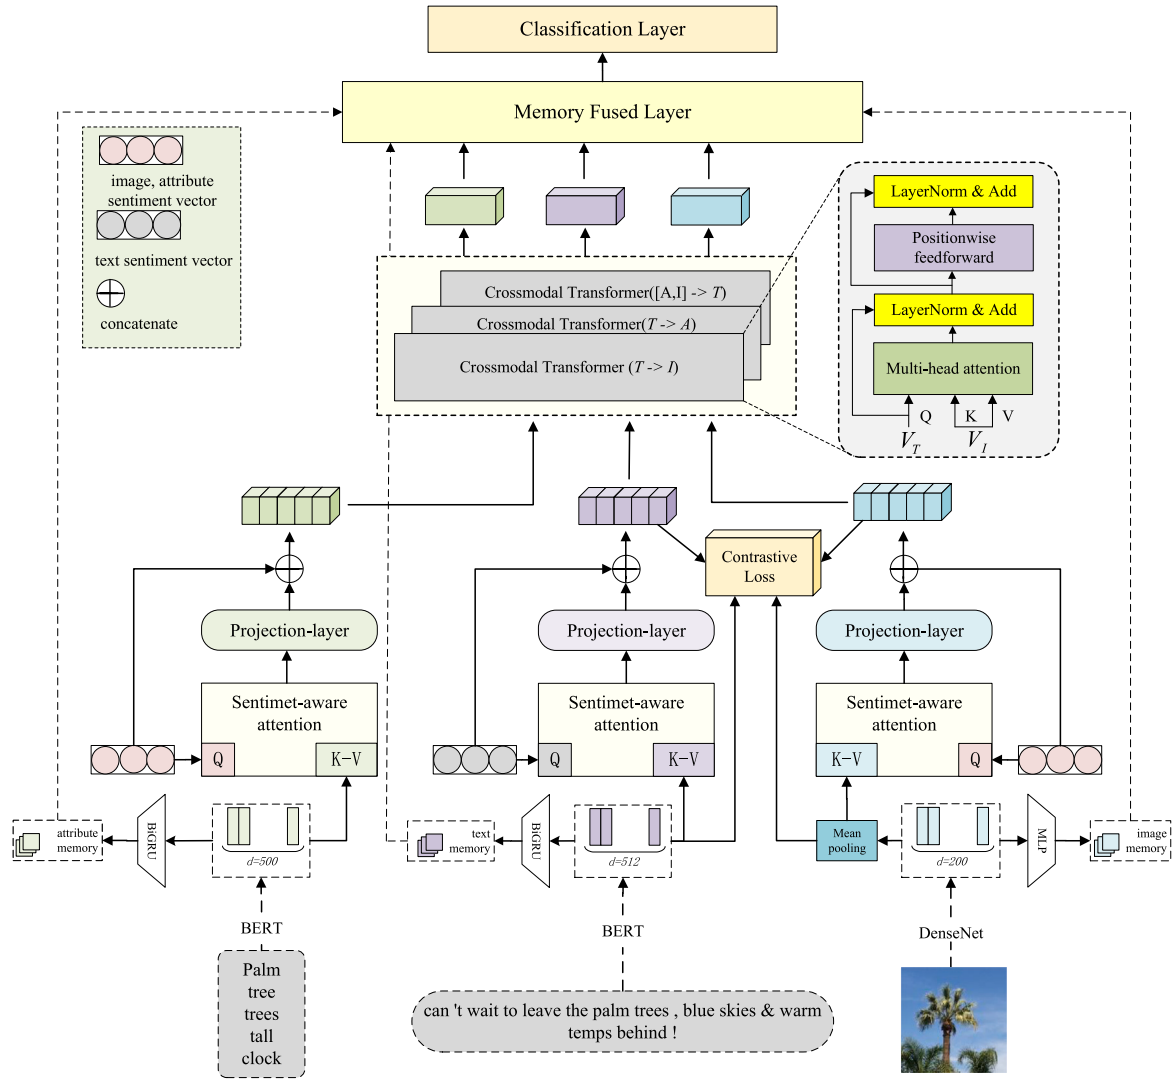 Classification Layer
Memory Fused Layer
image, attribute
sentiment vector
text sentiment vector
concatenate
LayerNorm & Add
Positionwise
feedforward
LayerNorm & Add
Multi-head attention
Q
K
V
V_T
V_I
Crossmodal Transformer([A,I] -> T)
Crossmodal Transformer(T -> A)
Crossmodal Transformer (T -> I)
Contrastive
Loss
Projection-layer
Projection-layer
Projection-layer
Sentimet-aware
attention
Q
K-V
Sentimet-aware
attention
Q
K-V
Sentimet-aware
attention
K-V
Q
attribute
memory
BiGRU
d=500
text
memory
BiGRU
d=512
Mean
pooling
d=200
MLP
image
memory
BERT
BERT
DenseNet
Palm
tree
trees
tall
clock
can 't wait to leave the palm trees , blue skies & warm
temps behind !